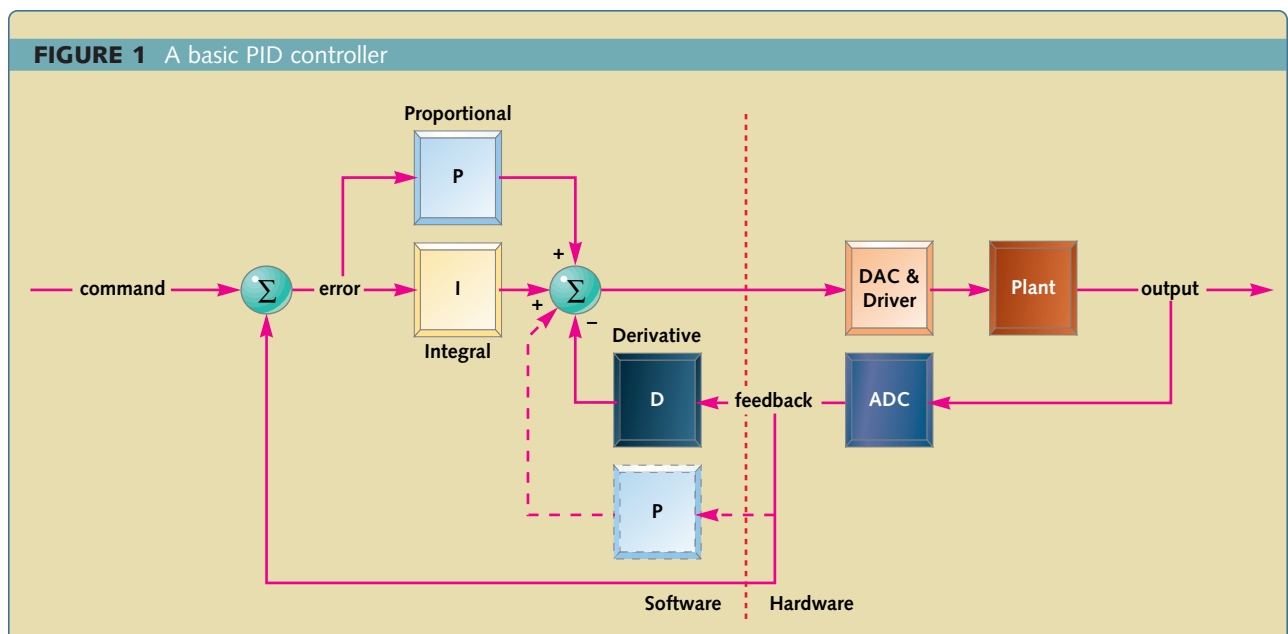 FIGURE 1 A basic PID controller
Proportional
P
+
command
Σ
error
I
Σ
+
−
Integral
DAC &
Driver
Plant
output
Derivative
D
feedback
ADC
P
Software
Hardware